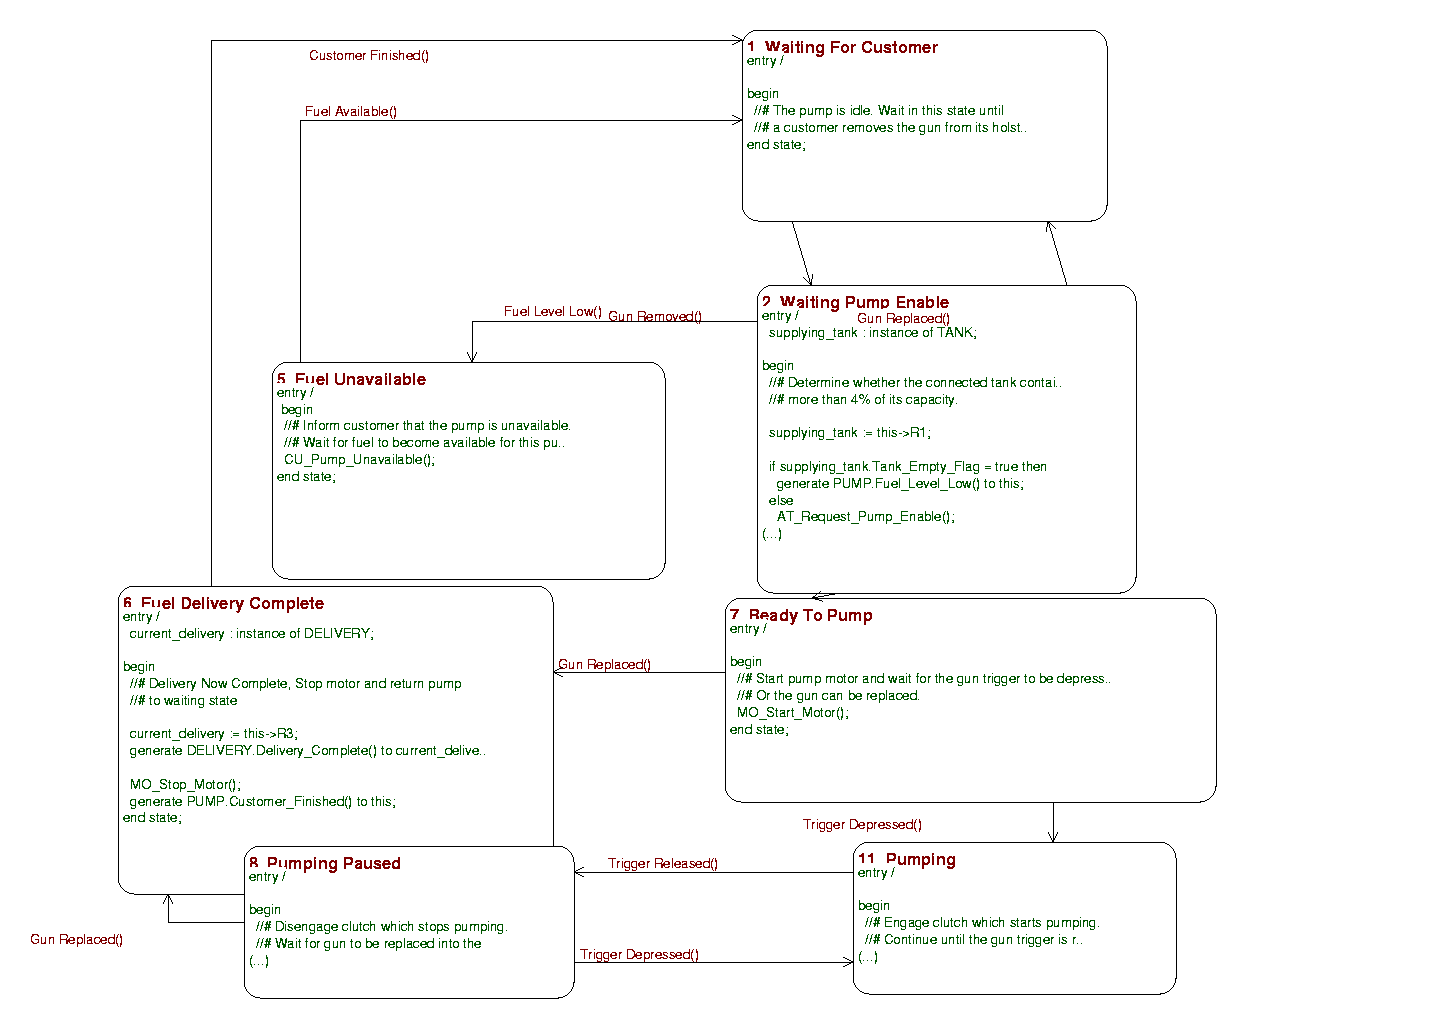 Customer Finished()
Fuel Available()
1 Waiting For Customer
entry /
begin
//# The pump is idle. Wait in this state until
//# a customer removes the gun from its holst..
end state;
Fuel Level Low()
Gun Removed()
2 Waiting Pump Enable
entry /
Gun Replaced()
supplying_tank : instance of TANK;
begin
//# Determine whether the connected tank contai..
//# more than 4% of its capacity.
supplying_tank := this->R1;
if supplying_tank.Tank_Empty_Flag = true then
generate PUMP.Fuel_Level_Low() to this;
else
AT_Request_Pump_Enable();
(...)
5 Fuel Unavailable
entry /
begin
//# Inform customer that the pump is unavailable.
//# Wait for fuel to become available for this pu..
CU_Pump_Unavailable();
end state;
6 Fuel Delivery Complete
entry /
current_delivery : instance of DELIVERY;
begin
//# Delivery Now Complete, Stop motor and return pump
//# to waiting state
current_delivery := this->R3;
generate DELIVERY.Delivery_Complete() to current_delive..
MO_Stop_Motor();
generate PUMP.Customer_Finished() to this;
end state;
Gun Replaced()
7 Ready To Pump
entry /
begin
//# Start pump motor and wait for the gun trigger to be depress..
//# Or the gun can be replaced.
MO_Start_Motor();
end state;
Trigger Depressed()
8 Pumping Paused
entry /
begin
//# Disengage clutch which stops pumping.
//# Wait for gun to be replaced into the
(...)
Gun Replaced()
Trigger Released()
Trigger Depressed()
11 Pumping
entry /
begin
//# Engage clutch which starts pumping.
//# Continue until the gun trigger is r..
(...)